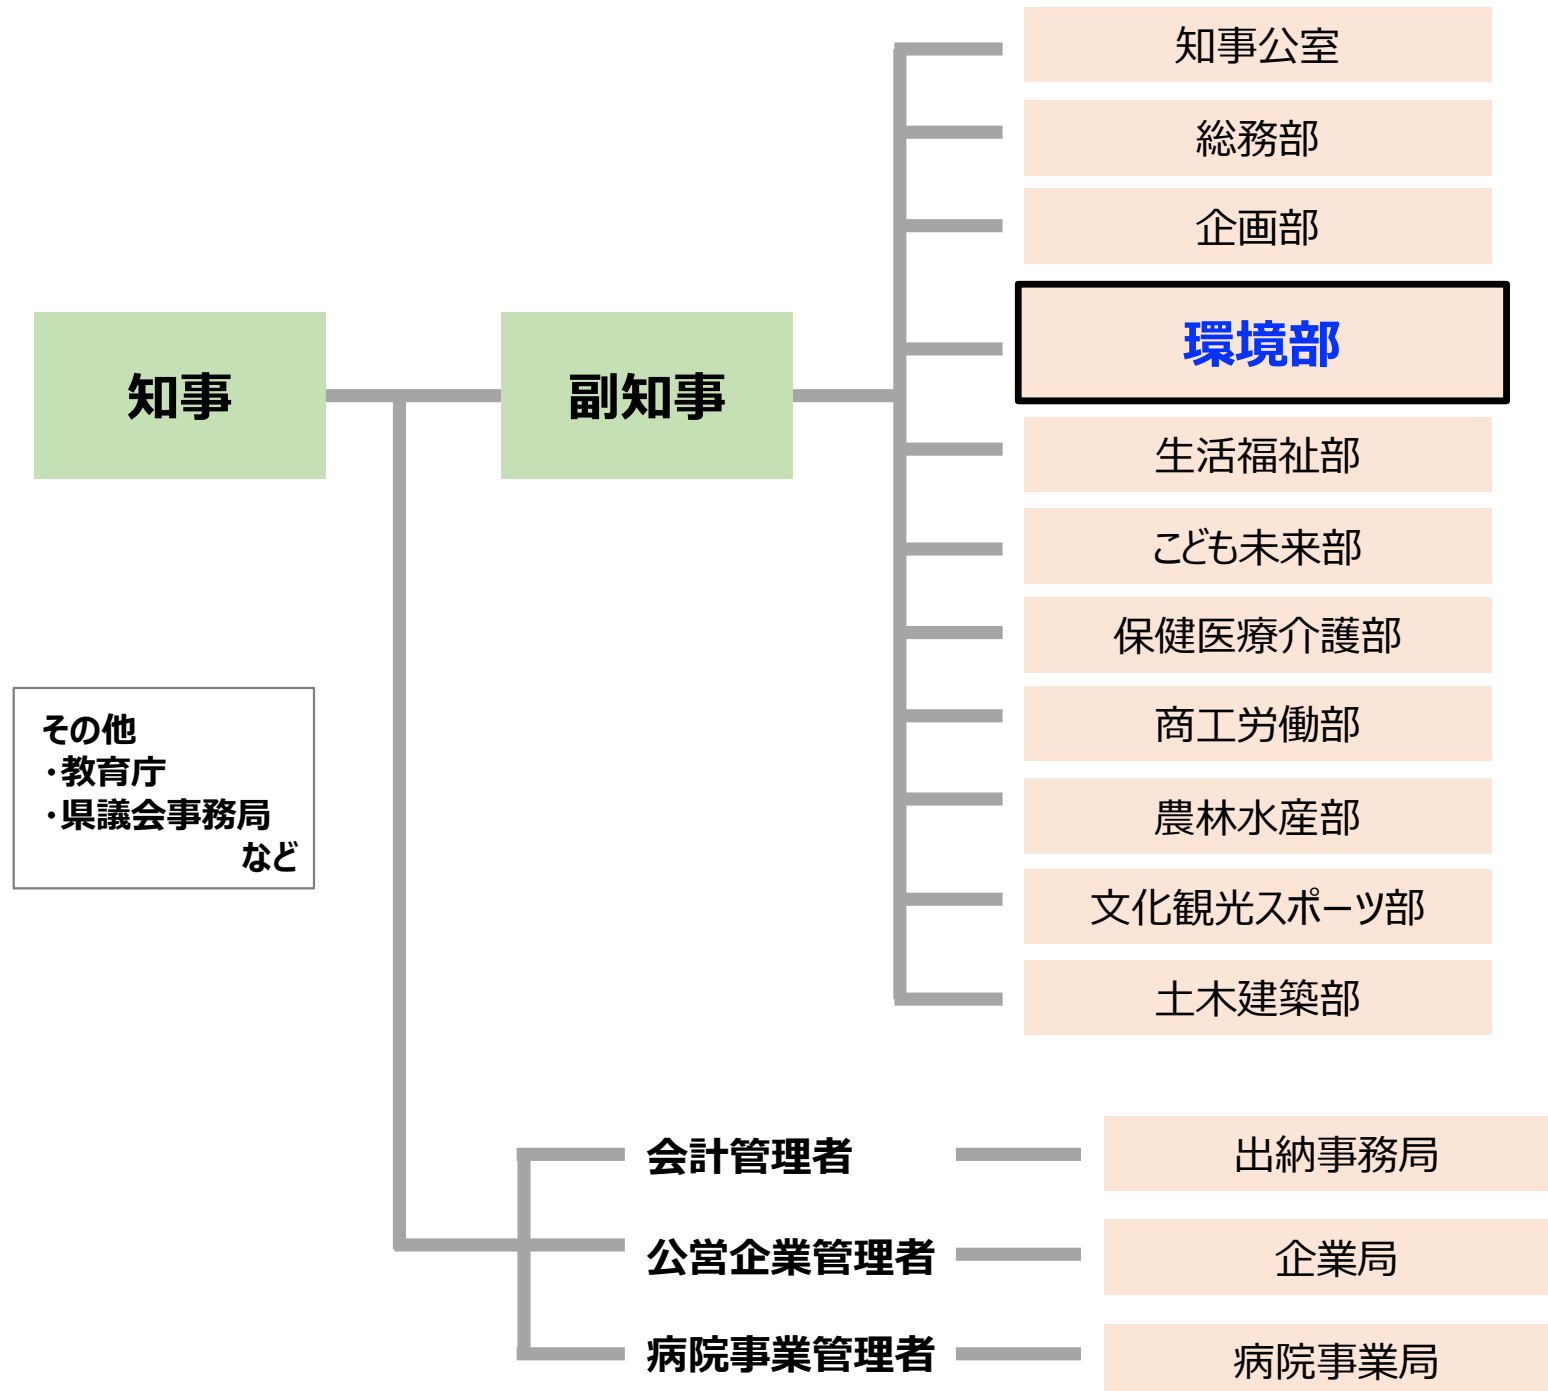 知事
副知事
知事公室
総務部
企画部
環境部
生活福祉部
こども未来部
保健医療介護部
商工労働部
農林水産部
文化観光スポーツ部
土木建築部
その他
・教育庁
・県議会事務局
など
会計管理者
出納事務局
公営企業管理者
企業局
病院事業管理者
病院事業局